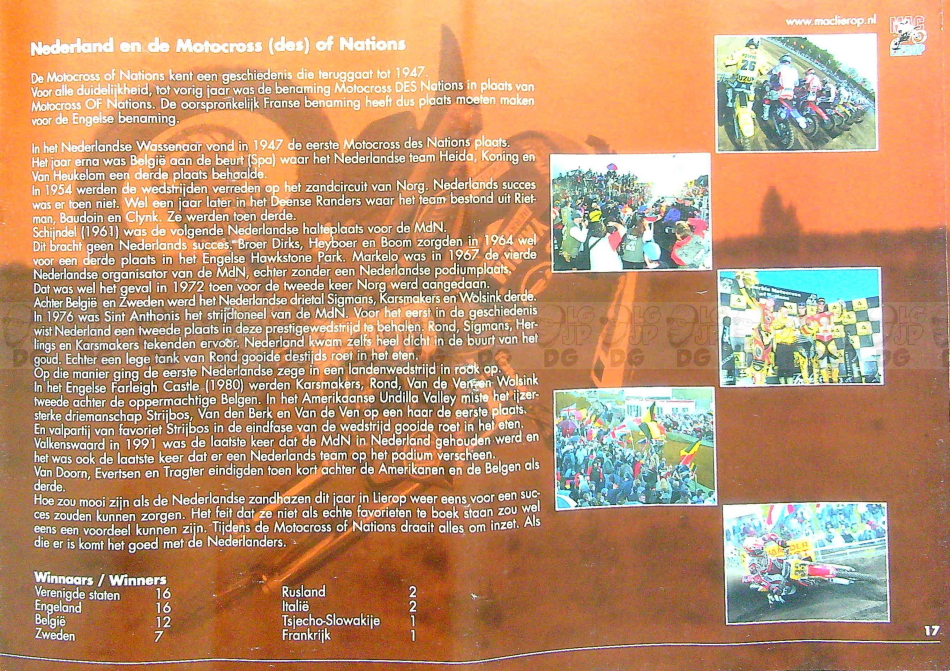 www.maclierop.nl
Nederland en de Motocross (des) of Nations
De Motocross of Nations kent een geschiedenis die teruggaat tot 1947.
Voor alle duidelijkheid, tot vorig jaar was de benaming Motocross DES Nations in plaats van
Motocross OF Nations. De oorspronkelijk Franse benaming heeft dus plaats moeten maken
voor de Engelse benaming.
In het Nederlandse Wassenaar vond in 1947 de eerste Motocross des Nations plaats.
Het jaar erna was België aan de beurt (Spa) waar het Nederlandse team Heida, Koning en
Van Heukelom een derde plaats behaalde.
In 1954 werden de wedstrijden verreden op het zandcircuit van Norg. Nederlands succes
was er toen niet. Wel een jaar later in het Deense Randers waar het team bestond uit Riet-
man, Baudoin en Clynk. Ze werden toen derde.
Schijndel (1961) was de volgende Nederlandse halteplaats voor de MdN.
Dit bracht geen Nederlands succes. Broer Dirks, Heyboer en Boom zorgden in 1964 wel
voor een derde plaats in het Engelse Hawkstone Park. Markelo was in 1967 de vierde
Nederlandse organisator van de MdN, echter zonder een Nederlandse podiumplaats.
Dat was wel het geval in 1972 toen voor de tweede keer Norg werd aangedaan.
Achter België en Zweden werd het Nederlandse drietal Sigmans, Karsmakers en Wolsink derde.
In 1976 was Sint Anthonis het strijdtoneel van de MdN. Voor het eerst in de geschiedenis
wist Nederland een tweede plaats in deze prestigewedstrijd te behalen. Rond, Sigmans, Her-
lings en Karsmakers tekenden ervoor. Nederland kwam zelfs heel dicht in de buurt van het
goud. Echter een lege tank van Rond gooide destijds roet in het eten.
Op die manier ging de eerste Nederlandse zege in een landenwedstrijd in rook op.
In het Engelse Farleigh Castle (1980) werden Karsmakers, Rond, Van de Ven en Wolsink
tweede achter de oppermachtige Belgen. In het Amerikaanse Undilla Valley miste het ijzer-
sterke driemanschap Strijbos, Van den Berk en Van de Ven op een haar de eerste plaats.
En valpartij van favoriet Strijbos in de eindfase van de wedstrijd gooide roet in het eten.
Valkenswaard in 1991 was de laatste keer dat de MdN in Nederland gehouden werd en
het was ook de laatste keer dat er een Nederlands team op het podium verscheen.
Van Doorn, Evertsen en Tragter eindigden toen kort achter de Amerikanen en de Belgen als
derde.
Hoe zou mooi zijn als de Nederlandse zandhazen dit jaar in Lierop weer eens voor een suc-
ces zouden kunnen zorgen. Het feit dat ze niet als echte favorieten te boek staan zou wel
eens een voordeel kunnen zijn. Tijdens de Motocross of Nations draait alles om inzet. Als
die er is komt het goed met de Nederlanders.
Winnaars / Winners
Verenigde staten 16
Engeland 16
België 12
Zweden 7
Rusland 2
Italië 2
Tsjecho-Slowakije 1
Frankrijk 1
17